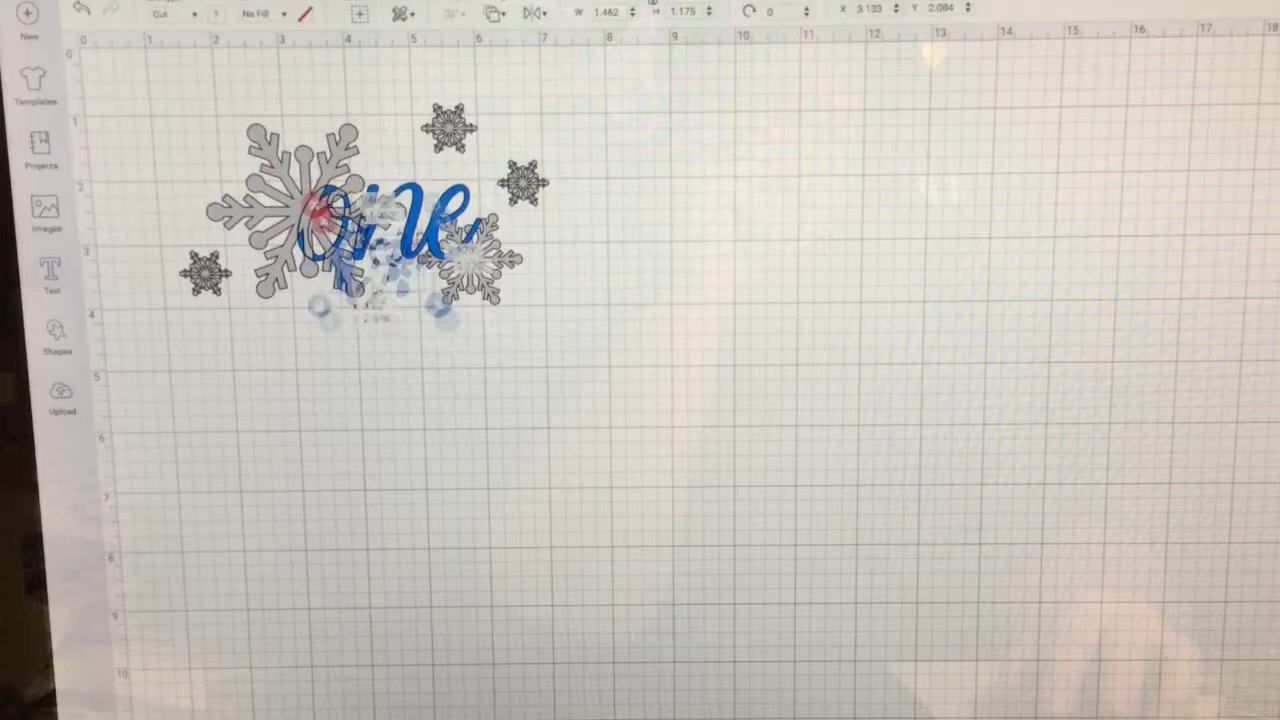 New
Cut ? No Fill W 1.462 H 1.175 0 X 3.133 Y 2.084
0 1 2 3 4 5 6 7 8 9 10 11 12 13 14 15 16 17 18
0
1
2
3
4
5
6
7
8
9
10
Templates
Projects
Images
Text
Shapes
Upload
one